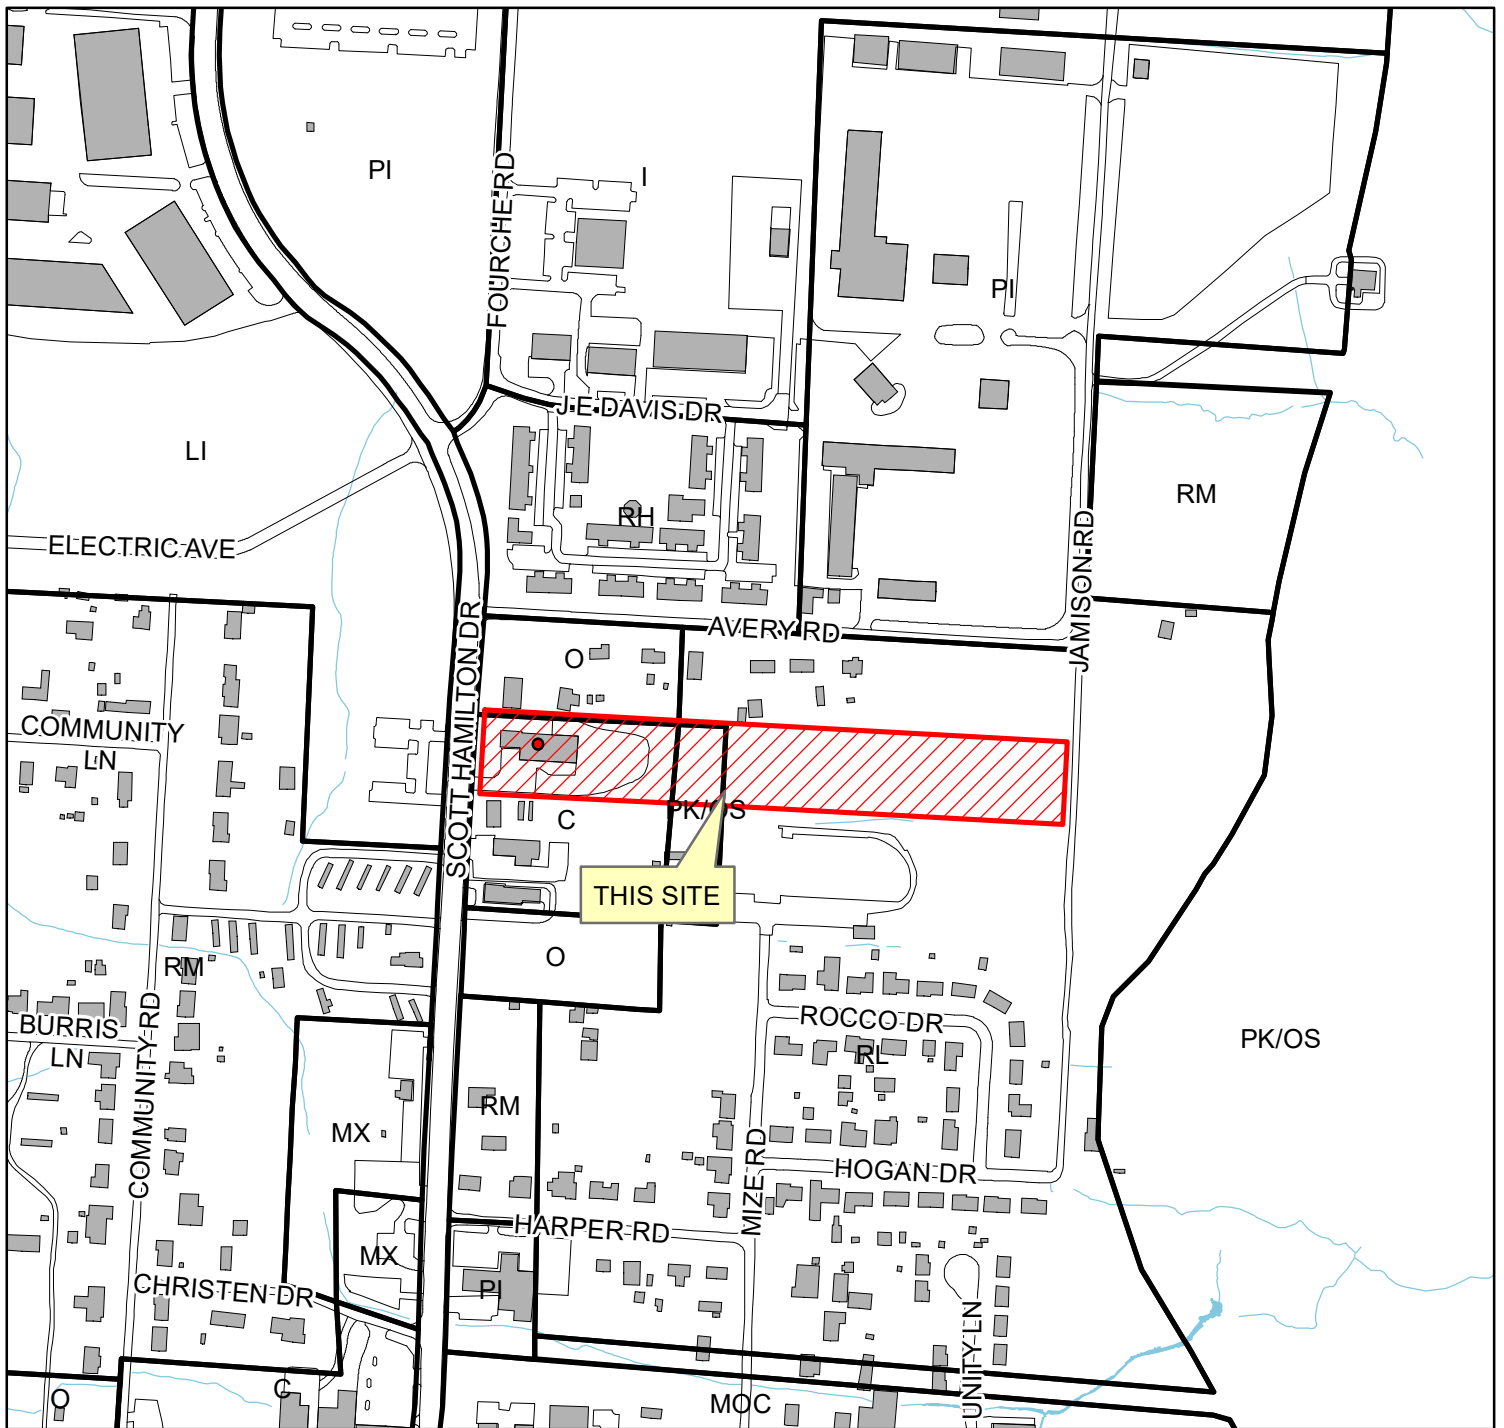 PI
I
FOURCHE RD
PI
J E DAVIS DR
LI
RM
RH
ELECTRIC AVE
JAMISON RD
AVERY RD
SCOTT HAMILTON DR
O
COMMUNITY
LN
PK/OS
C
THIS SITE
O
RM
COMMUNITY RD
BURRIS
LN
ROCCO DR
RL
PK/OS
RM
MX
MIZE RD
HOGAN DR
HARPER RD
MX
PI
CHRISTEN DR
UNITY LN
C
O
MOC